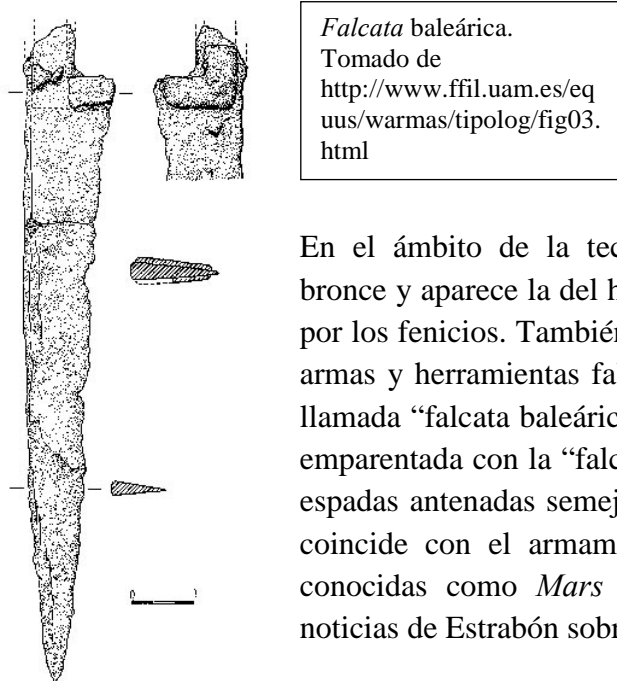 Falcata baleárica.
Tomado de
http://www.ffil.uam.es/eq
uus/warmas/tipolog/fig03.
html
En el ámbito de la tec
bronce y aparece la del h
por los fenicios. También
armas y herramientas fal
llamada “falcata baleáric
emparentada con la “falc
espadas antenadas semej
coincide con el armam
conocidas como Mars
noticias de Estrabón sobr